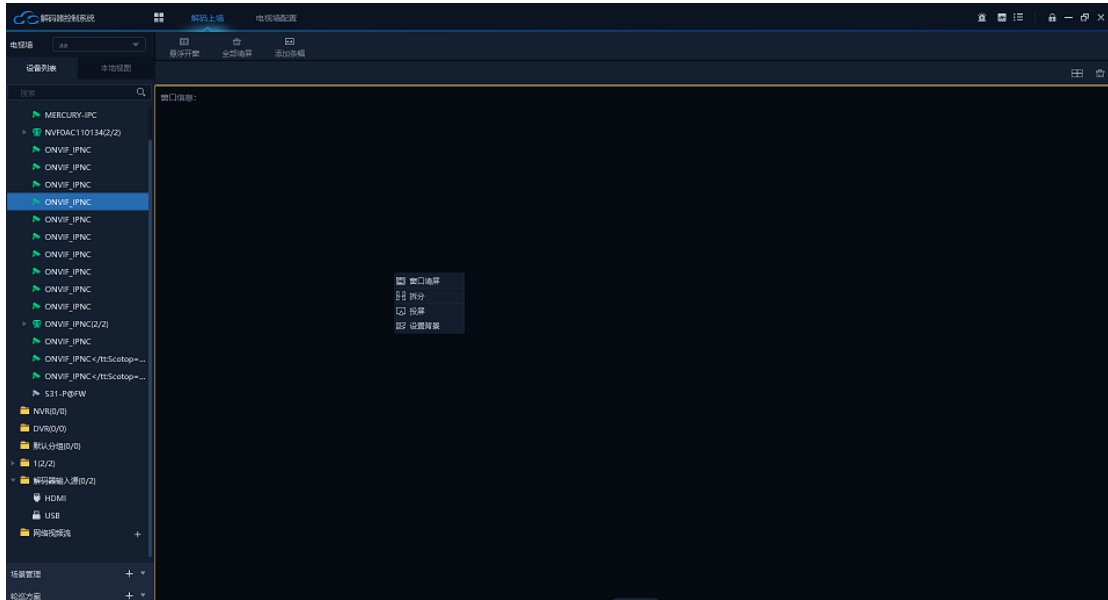 解码器控制系统
解码上墙
电视墙配置
电视墙
aa
悬浮开窗
全部清屏
添加条幅
设备列表
本地视图
搜索
窗口信息：
MERCURY-IPC
NVF0AC110134(2/2)
ONVIF_IPNC
ONVIF_IPNC
ONVIF_IPNC
ONVIF_IPNC
ONVIF_IPNC
ONVIF_IPNC
ONVIF_IPNC
ONVIF_IPNC
ONVIF_IPNC
ONVIF_IPNC
ONVIF_IPNC(2/2)
ONVIF_IPNC
ONVIF_IPNC</tt:Scotop=...
ONVIF_IPNC</tt:Scotop=...
S31-P@FW
NVR(0/0)
DVR(0/0)
默认分组(0/0)
1(2/2)
解码器输入源(0/2)
HDMI
USB
网络视频流
场景管理
轮巡方案
窗口清屏
拆分
投屏
设置背景